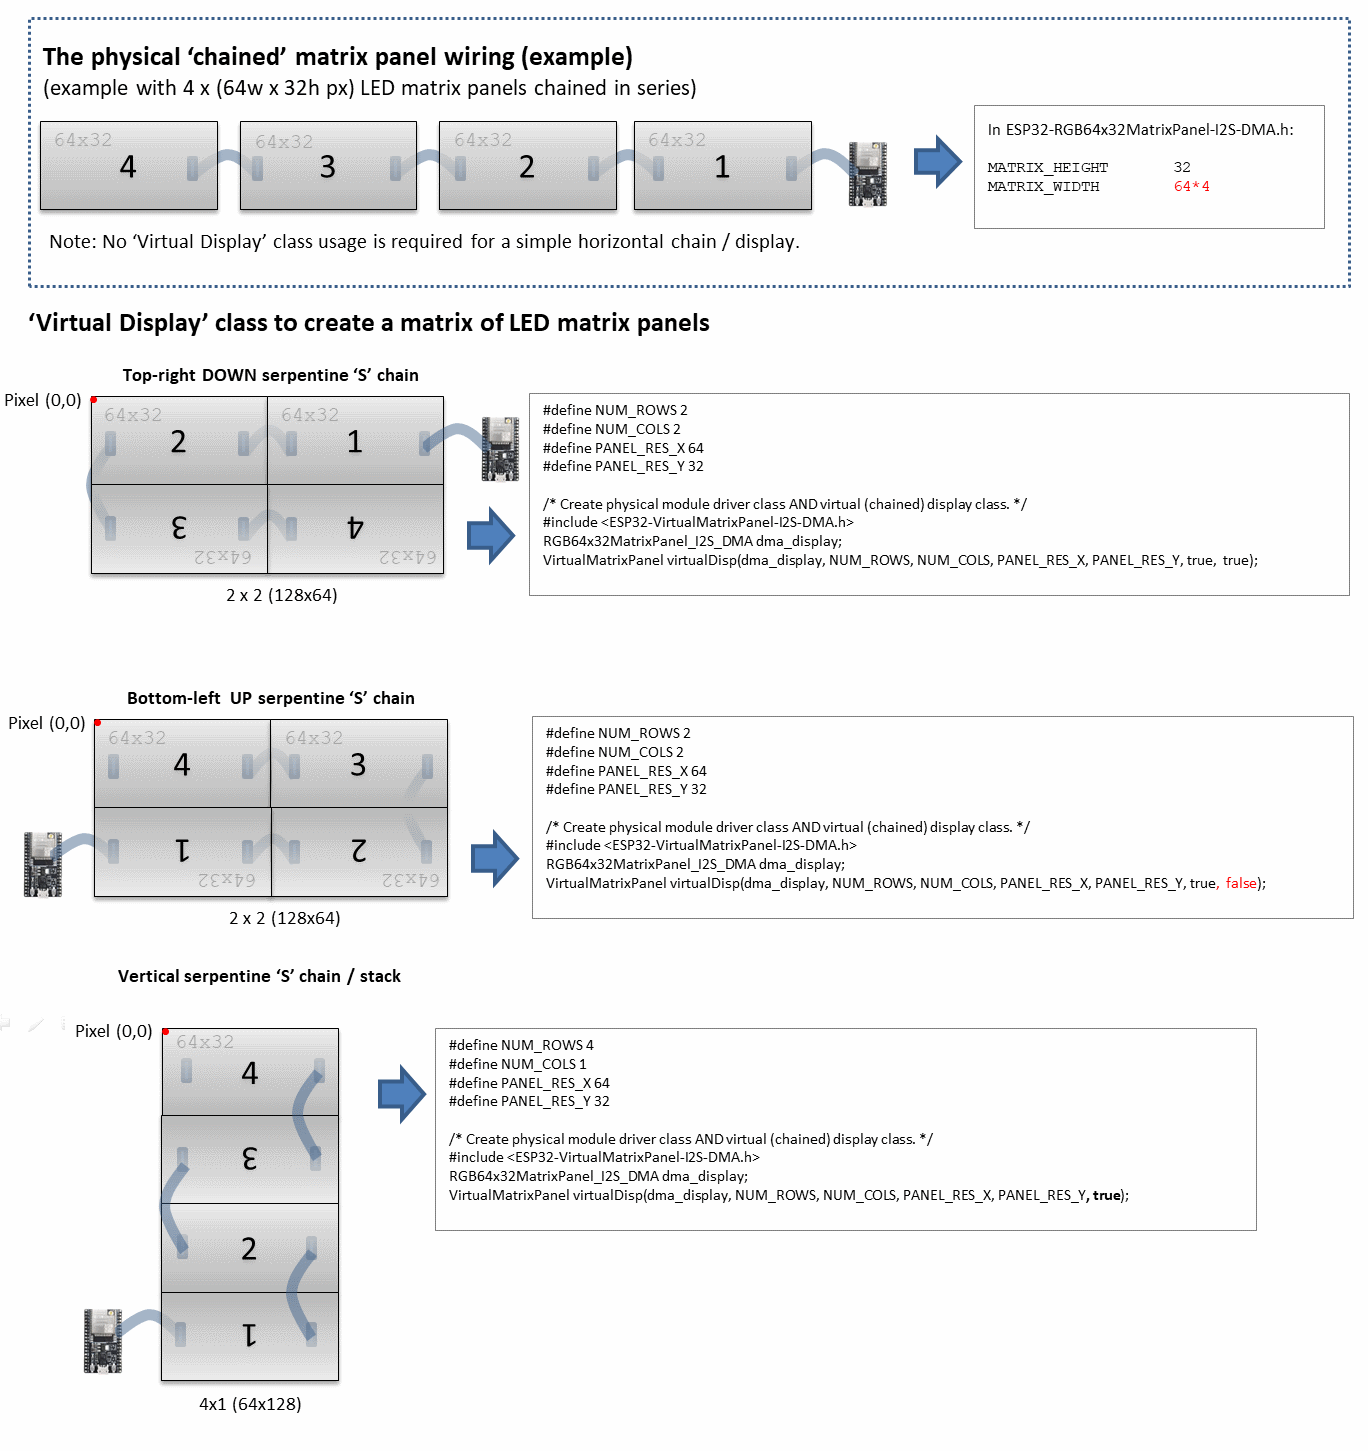 The physical ‘chained’ matrix panel wiring (example)
(example with 4 x (64w x 32h px) LED matrix panels chained in series)
64x32
4
64x32
3
64x32
2
64x32
1
In ESP32-RGB64x32MatrixPanel-I2S-DMA.h:
MATRIX_HEIGHT 32
MATRIX_WIDTH 64*4
Note: No ‘Virtual Display’ class usage is required for a simple horizontal chain / display.
‘Virtual Display’ class to create a matrix of LED matrix panels
Top-right DOWN serpentine ‘S’ chain
Pixel (0,0)
64x32
2
64x32
1
3
64x32
4
64x32
2 x 2 (128x64)
#define NUM_ROWS 2
#define NUM_COLS 2
#define PANEL_RES_X 64
#define PANEL_RES_Y 32
/* Create physical module driver class AND virtual (chained) display class. */
#include <ESP32-VirtualMatrixPanel-I2S-DMA.h>
RGB64x32MatrixPanel_I2S_DMA dma_display;
VirtualMatrixPanel virtualDisp(dma_display, NUM_ROWS, NUM_COLS, PANEL_RES_X, PANEL_RES_Y, true, true);
Bottom-left UP serpentine ‘S’ chain
Pixel (0,0)
64x32
4
64x32
3
1
64x32
2
64x32
2 x 2 (128x64)
#define NUM_ROWS 2
#define NUM_COLS 2
#define PANEL_RES_X 64
#define PANEL_RES_Y 32
/* Create physical module driver class AND virtual (chained) display class. */
#include <ESP32-VirtualMatrixPanel-I2S-DMA.h>
RGB64x32MatrixPanel_I2S_DMA dma_display;
VirtualMatrixPanel virtualDisp(dma_display, NUM_ROWS, NUM_COLS, PANEL_RES_X, PANEL_RES_Y, true, false);
Vertical serpentine ‘S’ chain / stack
Pixel (0,0)
64x32
4
3
2
1
4x1 (64x128)
#define NUM_ROWS 4
#define NUM_COLS 1
#define PANEL_RES_X 64
#define PANEL_RES_Y 32
/* Create physical module driver class AND virtual (chained) display class. */
#include <ESP32-VirtualMatrixPanel-I2S-DMA.h>
RGB64x32MatrixPanel_I2S_DMA dma_display;
VirtualMatrixPanel virtualDisp(dma_display, NUM_ROWS, NUM_COLS, PANEL_RES_X, PANEL_RES_Y, true);